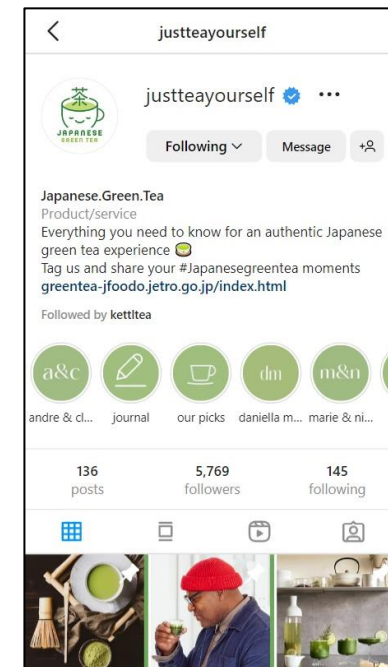 justteayourself
茶
JAPANESE
GREEN TEA
justteayourself
Following
Message
Japanese.Green.Tea
Product/service
Everything you need to know for an authentic Japanese
green tea experience 🍵
Tag us and share your #Japanesegreentea moments
greentea-jfoodo.jetro.go.jp/index.html
Followed by kettltea
a&c
dm
m&n
andre & cl... journal our picks daniella m... marie & ni...
136 5,769 145
posts followers following